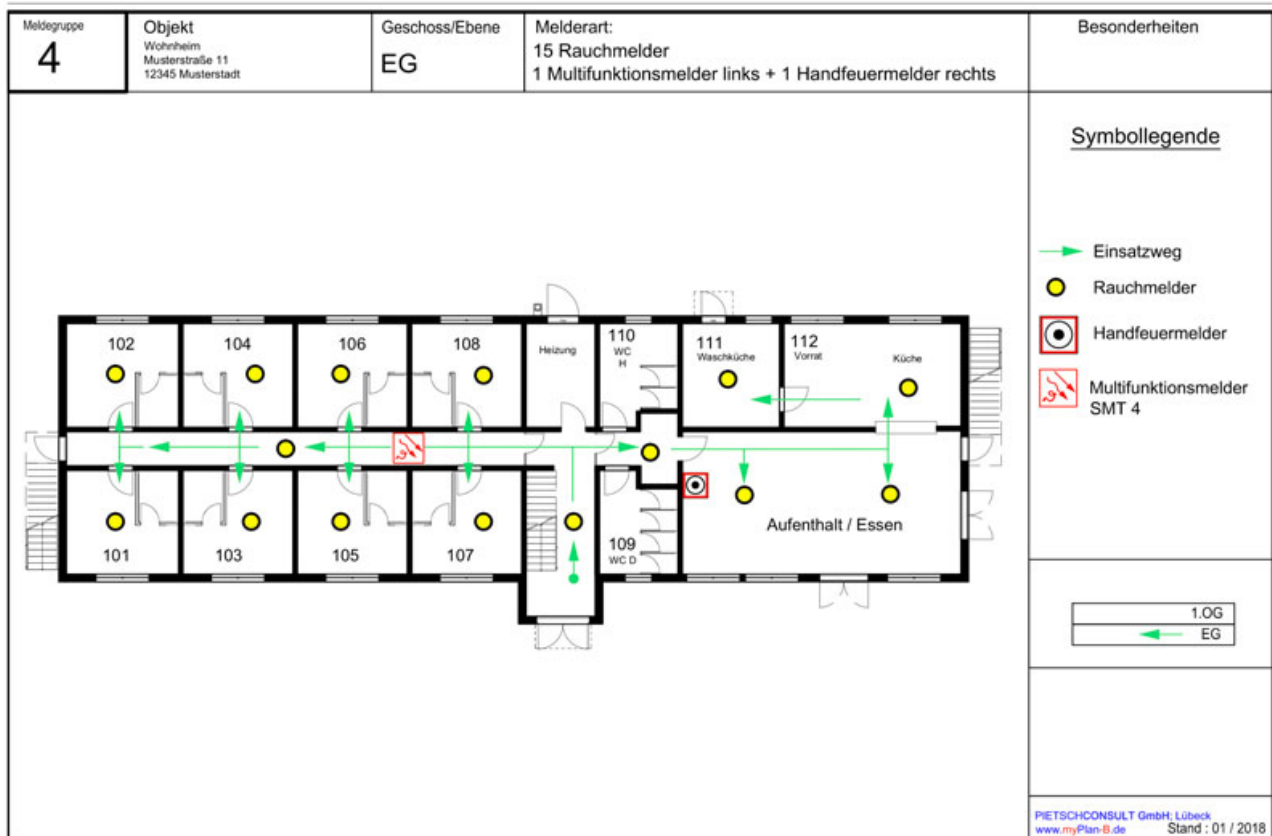 Meldegruppe
4
Objekt
Wohnheim
Musterstraße 11
12345 Musterstadt
Geschoss/Ebene
EG
Melderart:
15 Rauchmelder
1 Multifunktionsmelder links + 1 Handfeuermelder rechts
Besonderheiten
Symbollegende
Einsatzweg
Rauchmelder
Handfeuermelder
Multifunktionsmelder
SMT 4
102
104
106
108
Heizung
110
WC
H
111
Waschküche
112
Vorrat
Küche
101
103
105
107
109
WC D
Aufenthalt / Essen
1.OG
EG
PIETSCHCONSULT GmbH; Lübeck
www.myPlan-B.de Stand : 01 / 2018